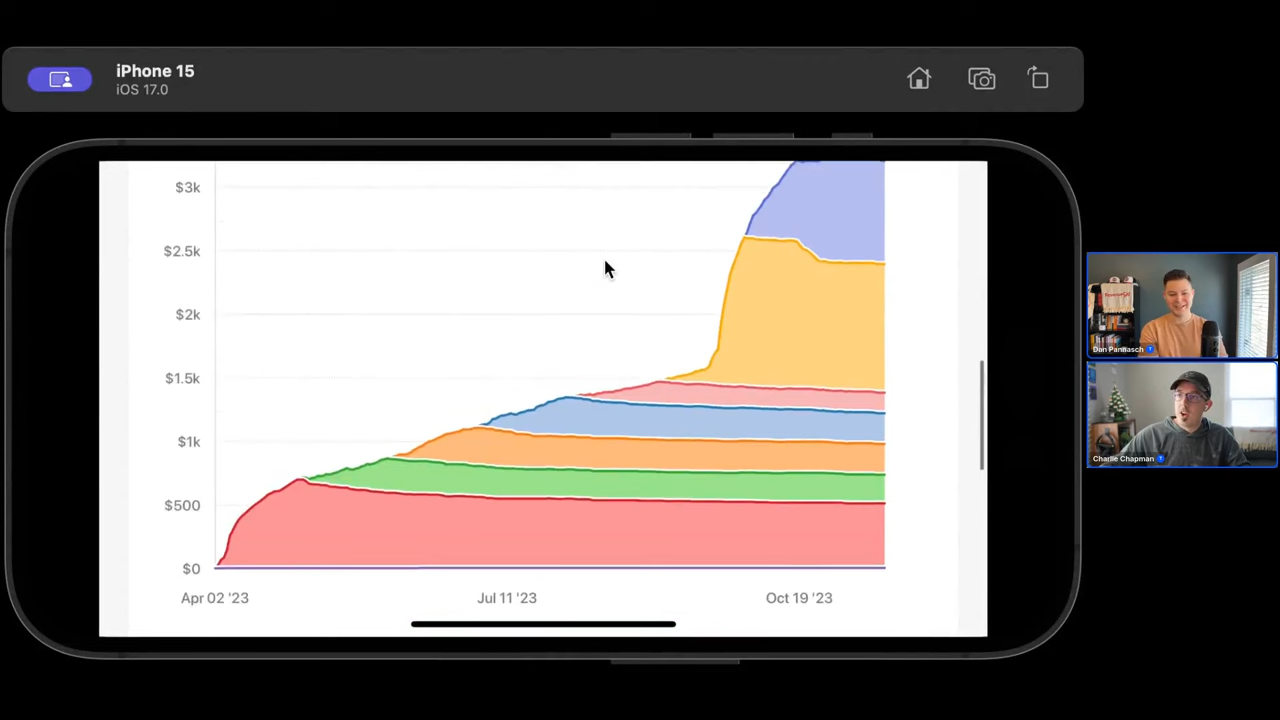 iPhone 15
iOS 17.0
$3k
$2.5k
$2k
$1.5k
$1k
$500
$0
Apr 02 '23
Jul 11 '23
Oct 19 '23
Dan Pannasch
Charlie Chapman